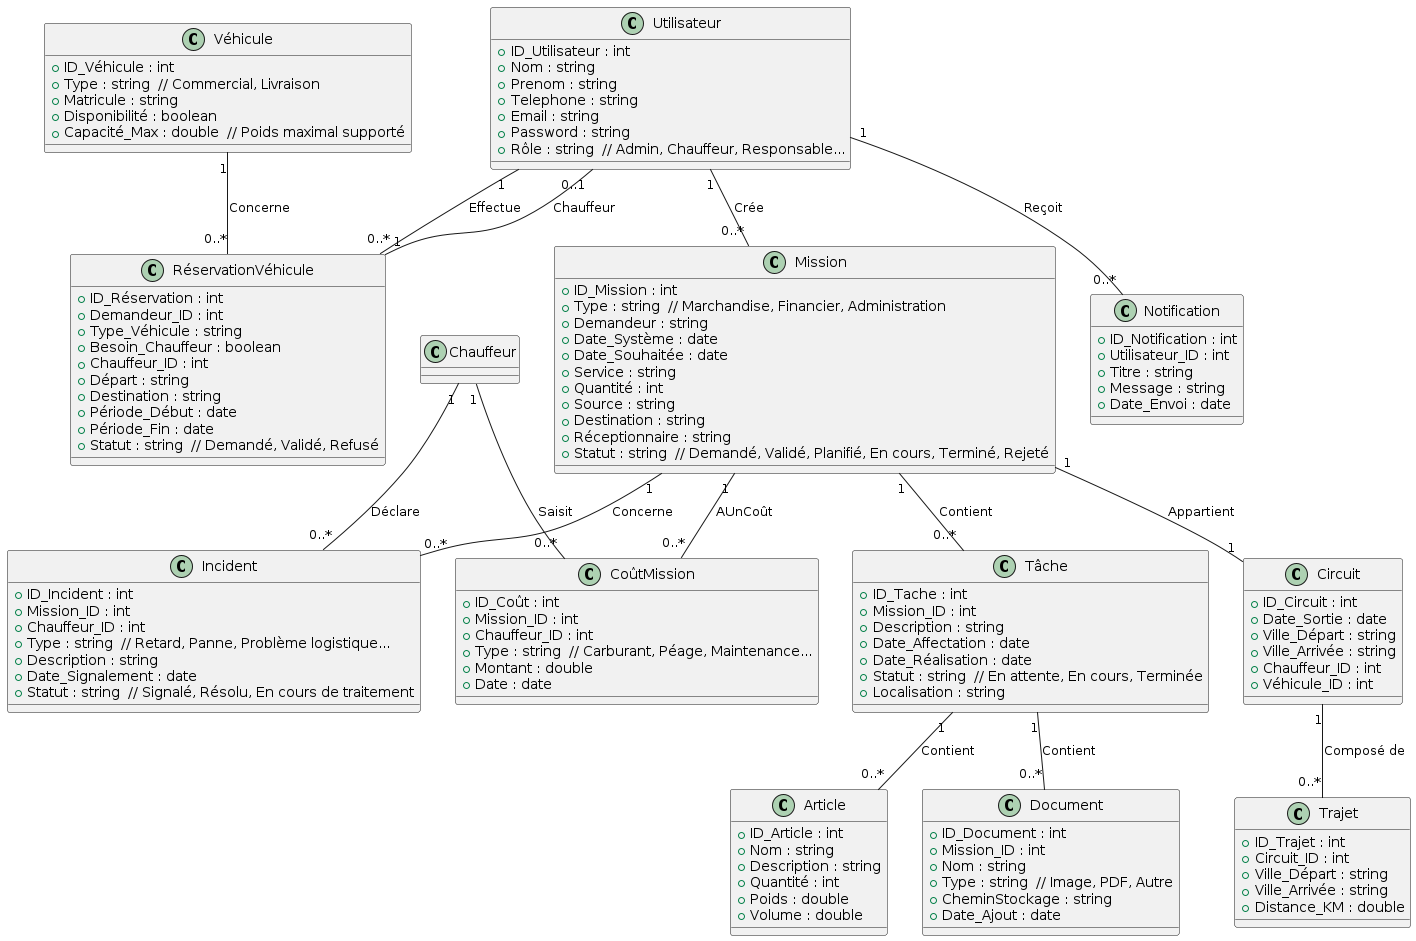 Véhicule
ID_Véhicule : int
Type : string  // Commercial, Livraison
Matricule : string
Disponibilité : boolean
Capacité_Max : double  // Poids maximal supporté
Utilisateur
ID_Utilisateur : int
Nom : string
Prenom : string
Telephone : string
Email : string
Password : string
Rôle : string  // Admin, Chauffeur, Responsable...
1
Concerne
0..*
1
Effectue
0..*
0..1
Chauffeur
1
1
Crée
0..*
1
Reçoit
0..*
RéservationVéhicule
ID_Réservation : int
Demandeur_ID : int
Type_Véhicule : string
Besoin_Chauffeur : boolean
Chauffeur_ID : int
Départ : string
Destination : string
Période_Début : date
Période_Fin : date
Statut : string  // Demandé, Validé, Refusé
Chauffeur
Mission
ID_Mission : int
Type : string  // Marchandise, Financier, Administration
Demandeur : string
Date_Système : date
Date_Souhaitée : date
Service : string
Quantité : int
Source : string
Destination : string
Réceptionnaire : string
Statut : string  // Demandé, Validé, Planifié, En cours, Terminé, Rejeté
Notification
ID_Notification : int
Utilisateur_ID : int
Titre : string
Message : string
Date_Envoi : date
1
Déclare
0..*
1
Saisit
0..*
1
Concerne
0..*
1
AUnCoût
0..*
1
Contient
0..*
1
Appartient
1
Incident
ID_Incident : int
Mission_ID : int
Chauffeur_ID : int
Type : string  // Retard, Panne, Problème logistique...
Description : string
Date_Signalement : date
Statut : string  // Signalé, Résolu, En cours de traitement
CoûtMission
ID_Coût : int
Mission_ID : int
Chauffeur_ID : int
Type : string  // Carburant, Péage, Maintenance...
Montant : double
Date : date
Tâche
ID_Tache : int
Mission_ID : int
Description : string
Date_Affectation : date
Date_Réalisation : date
Statut : string  // En attente, En cours, Terminée
Localisation : string
Circuit
ID_Circuit : int
Date_Sortie : date
Ville_Départ : string
Ville_Arrivée : string
Chauffeur_ID : int
Véhicule_ID : int
1
Contient
0..*
1
Contient
0..*
1
Composé de
0..*
Article
ID_Article : int
Nom : string
Description : string
Quantité : int
Poids : double
Volume : double
Document
ID_Document : int
Mission_ID : int
Nom : string
Type : string  // Image, PDF, Autre
CheminStockage : string
Date_Ajout : date
Trajet
ID_Trajet : int
Circuit_ID : int
Ville_Départ : string
Ville_Arrivée : string
Distance_KM : double